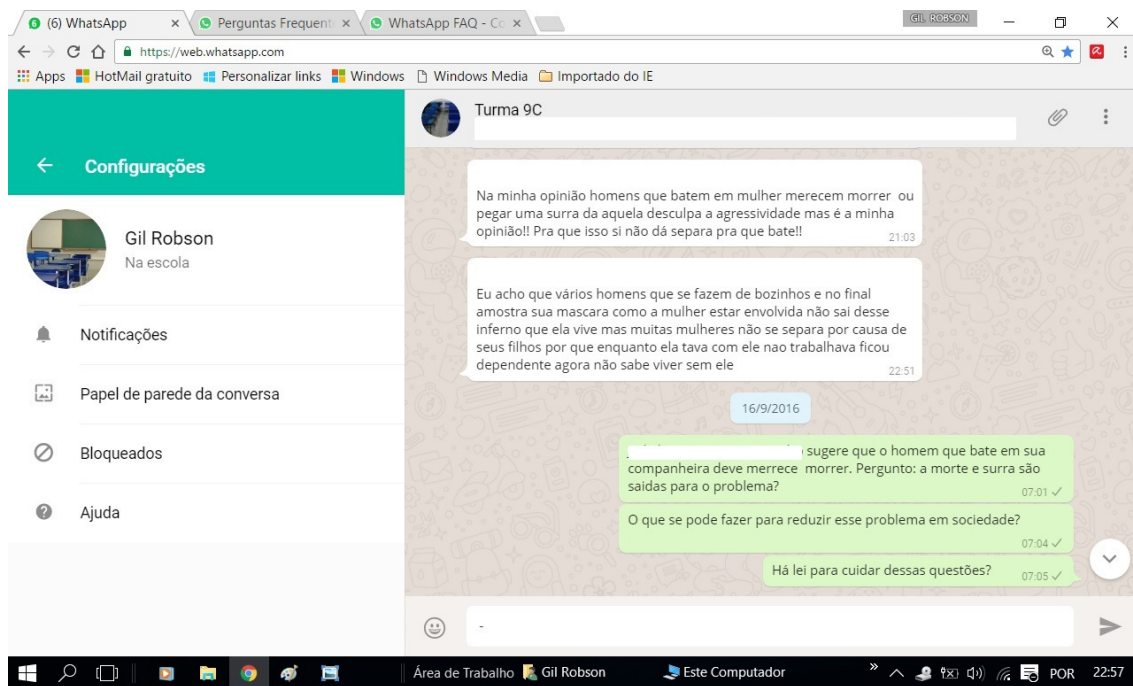 (6) WhatsApp
Perguntas Frequent
WhatsApp FAQ - Co
GIL ROBSON
https://web.whatsapp.com
Apps HotMail gratuito Personalizar links Windows Windows Media Importado do IE
Configurações
Gil Robson
Na escola
Notificações
Papel de parede da conversa
Bloqueados
Ajuda
Turma 9C
Na minha opinião homens que batem em mulher merecem morrer ou
pegar uma surra da aquela desculpa a agressividade mas é a minha
opinião!! Pra que isso si não dá separa pra que bate!!
21:03
Eu acho que vários homens que se fazem de bozinhos e no final
amostra sua mascara como a mulher estar envolvida não sai desse
inferno que ela vive mas muitas mulheres não se separa por causa de
seus filhos por que enquanto ela tava com ele nao trabalhava ficou
dependente agora não sabe viver sem ele
22:51
16/9/2016
sugere que o homem que bate em sua
companheira deve merrece morrer. Pergunto: a morte e surra são
saidas para o problema?
07:01
O que se pode fazer para reduzir esse problema em sociedade?
07:04
Há lei para cuidar dessas questões?
07:05
-
Área de Trabalho Gil Robson Este Computador » POR 22:57